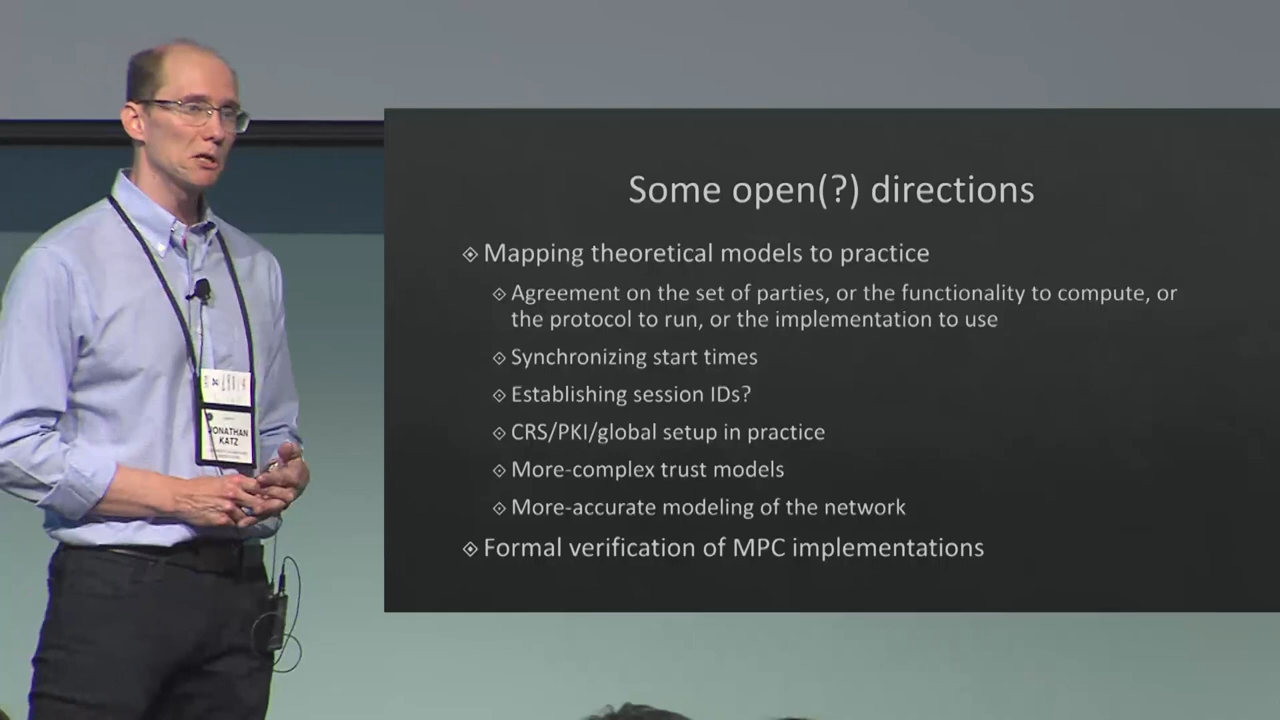 JONATHAN
KATZ
Some open(?) directions
Mapping theoretical models to practice
Agreement on the set of parties, or the functionality to compute, or
the protocol to run, or the implementation to use
Synchronizing start times
Establishing session IDs?
CRS/PKI/global setup in practice
More-complex trust models
More-accurate modeling of the network
Formal verification of MPC implementations